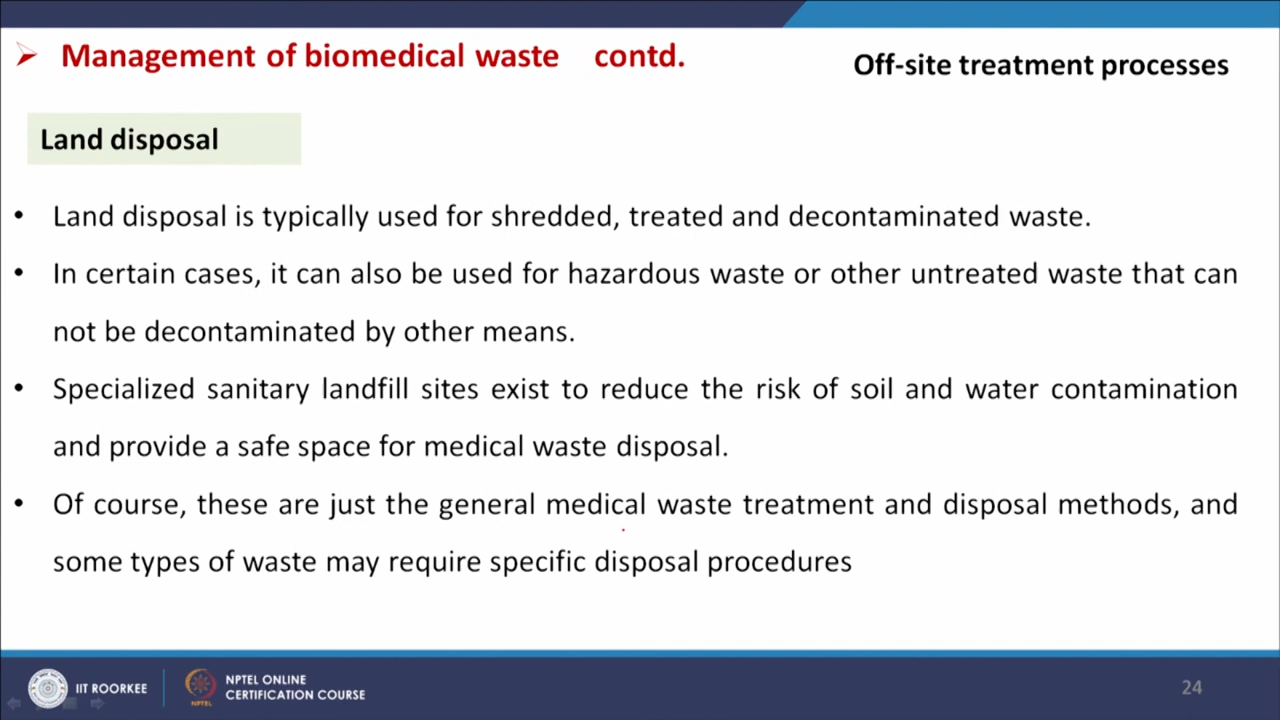 Management of biomedical waste contd.
Off-site treatment processes
Land disposal
• Land disposal is typically used for shredded, treated and decontaminated waste.
• In certain cases, it can also be used for hazardous waste or other untreated waste that can
not be decontaminated by other means.
• Specialized sanitary landfill sites exist to reduce the risk of soil and water contamination
and provide a safe space for medical waste disposal.
• Of course, these are just the general medical waste treatment and disposal methods, and
some types of waste may require specific disposal procedures
IIT ROORKEE
NPTEL
NPTEL ONLINE
CERTIFICATION COURSE
24